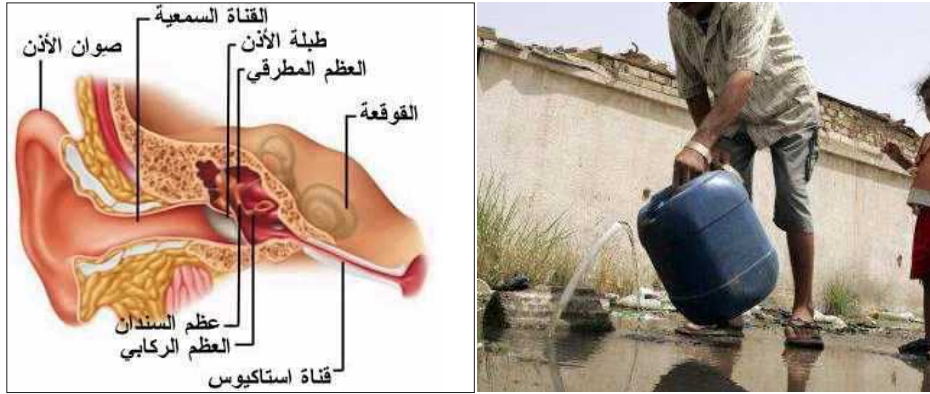 القناة السمعية
صوان الأذن
طبلة الأذن
العظم المطرقي
القوقعة
عظم السندان
العظم الركابي
قناة استاكيوس